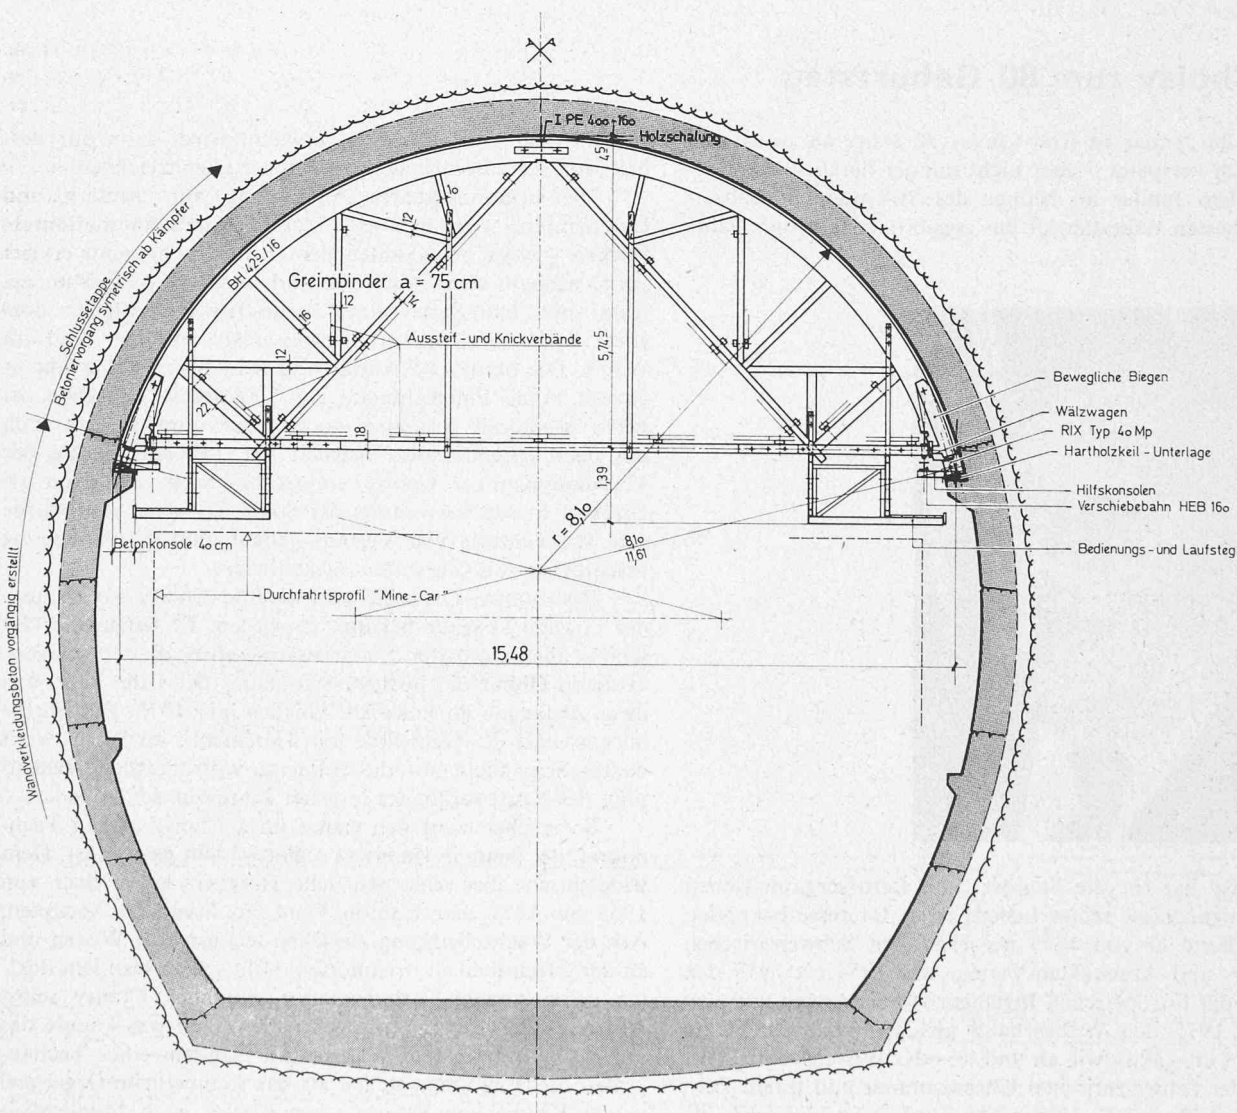 I PE 400-160
Holzschalung
45
10
12
Schlussetappe
Betoniervorgang symetrisch ab Kämpfer
BH 42⁵/16
Greimbinder a = 75 cm
12
14
16
Aussteif-und Knickverbände
5,74⁵
12
22
18
Bewegliche Biegen
Wälzwagen
RIX Typ 40 Mp
Hartholzkeil-Unterlage
Hilfskonsolen
Verschiebebahn HEB 160
1,39
r = 8,10
8,10
11,61
Betonkonsole 40 cm
Bedienungs-und Laufsteg
Durchfahrtsprofil "Mine-Car"
15,48
Wandverkleidungsbeton vorgängig erstellt